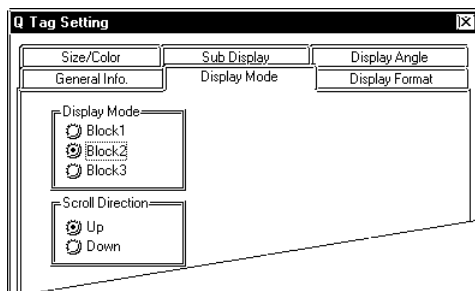 Q Tag Setting
Size/Color Sub Display Display Angle
General Info. Display Mode Display Format
Display Mode
Block1
Block2
Block3
Scroll Direction
Up
Down